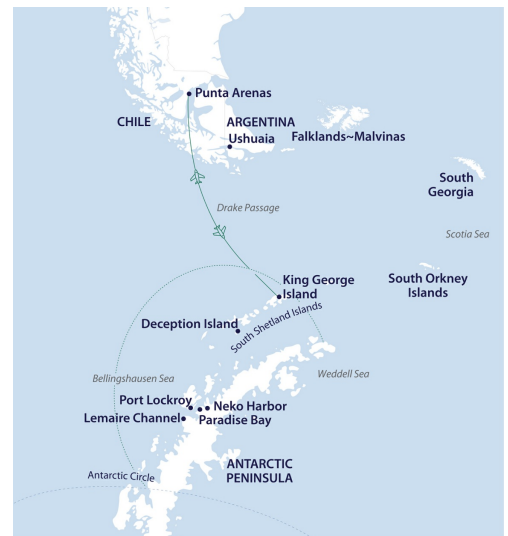 Punta Arenas
CHILE
ARGENTINA
Ushuaia
Falklands~Malvinas
South
Georgia
Drake Passage
Scotia Sea
King George
Island
South Orkney
Islands
Deception Island
South Shetland Islands
Bellingshausen Sea
Weddell Sea
Port Lockroy
Neko Harbor
Lemaire Channel
Paradise Bay
ANTARCTIC
PENINSULA
Antarctic Circle